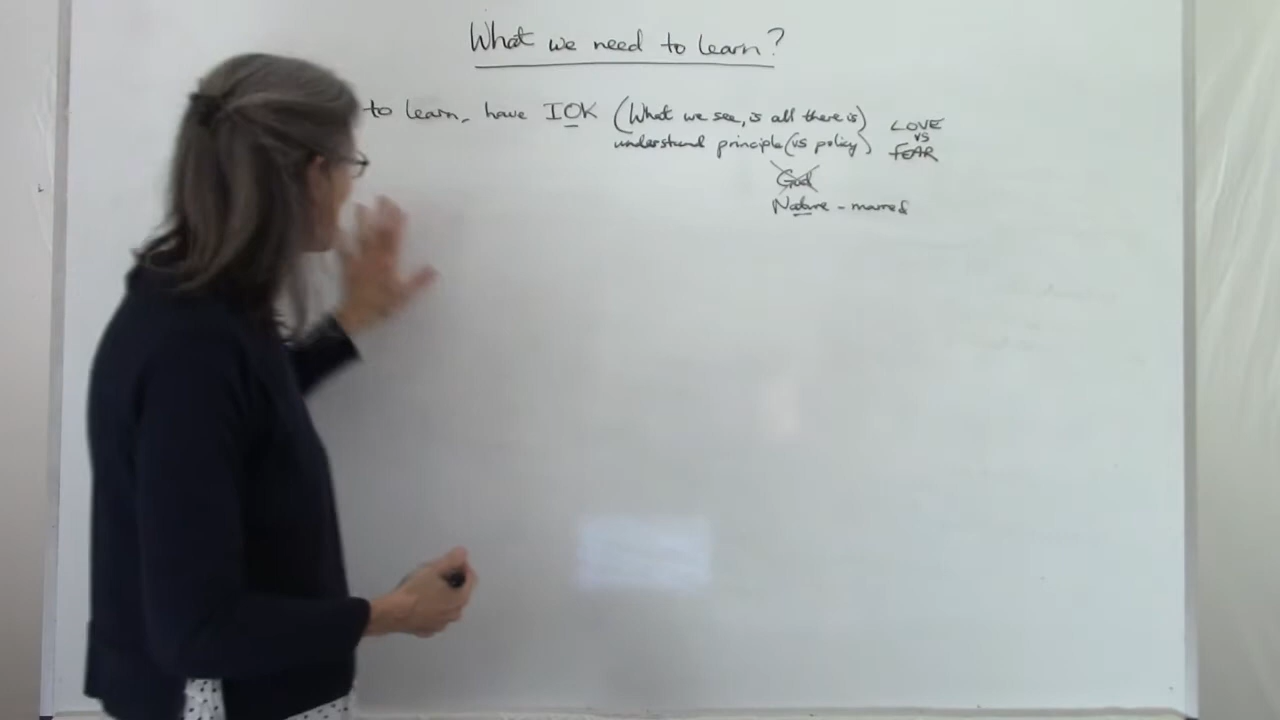 What we need to learn?
to learn, have IOK (What we see, is all there is)
understand principle (vs policy)
LOVE
vs
FEAR
God
Nature - marred